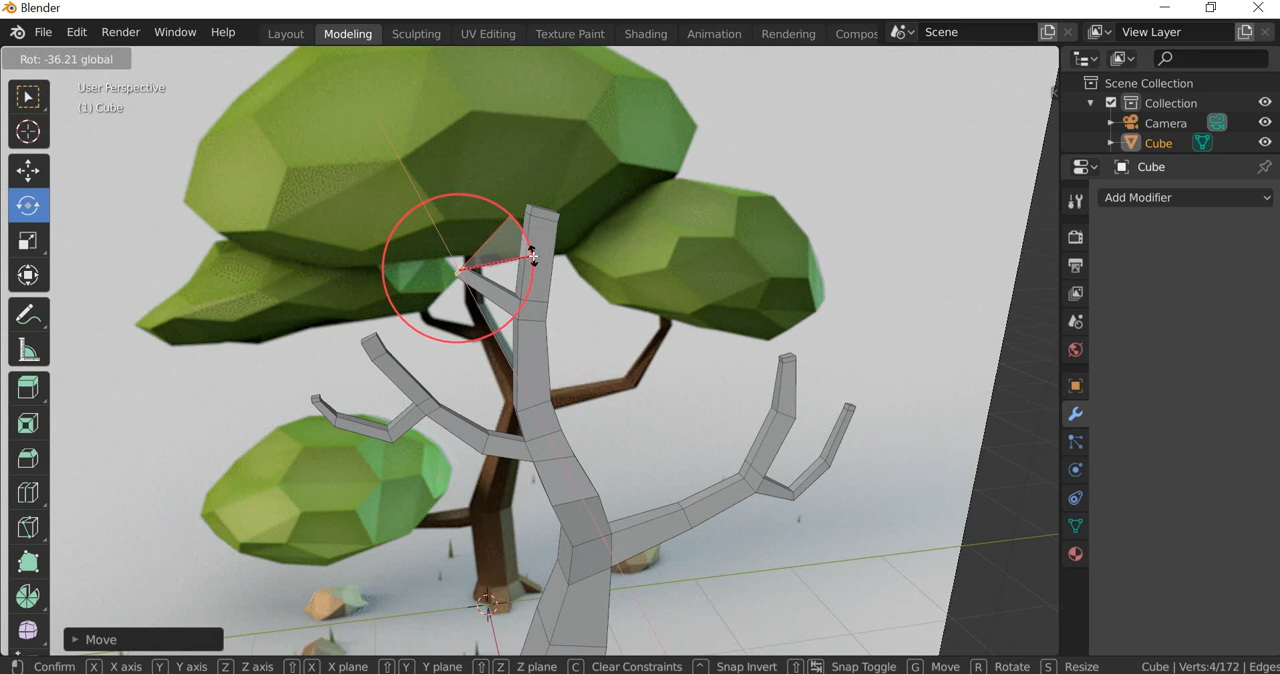 Blender
File Edit Render Window Help Layout Modeling Sculpting UV Editing Texture Paint Shading Animation Rendering Compos Scene View Layer
Rot: -36.21 global
User Perspective
(1) Cube
Scene Collection
Collection
Camera
Cube
Cube
Add Modifier
Move
Confirm X X axis Y Y axis Z Z axis X X plane Y Y plane Z Z plane C Clear Constraints ^ Snap Invert Snap Toggle G Move R Rotate S Resize Cube | Verts:4/172 | Edges